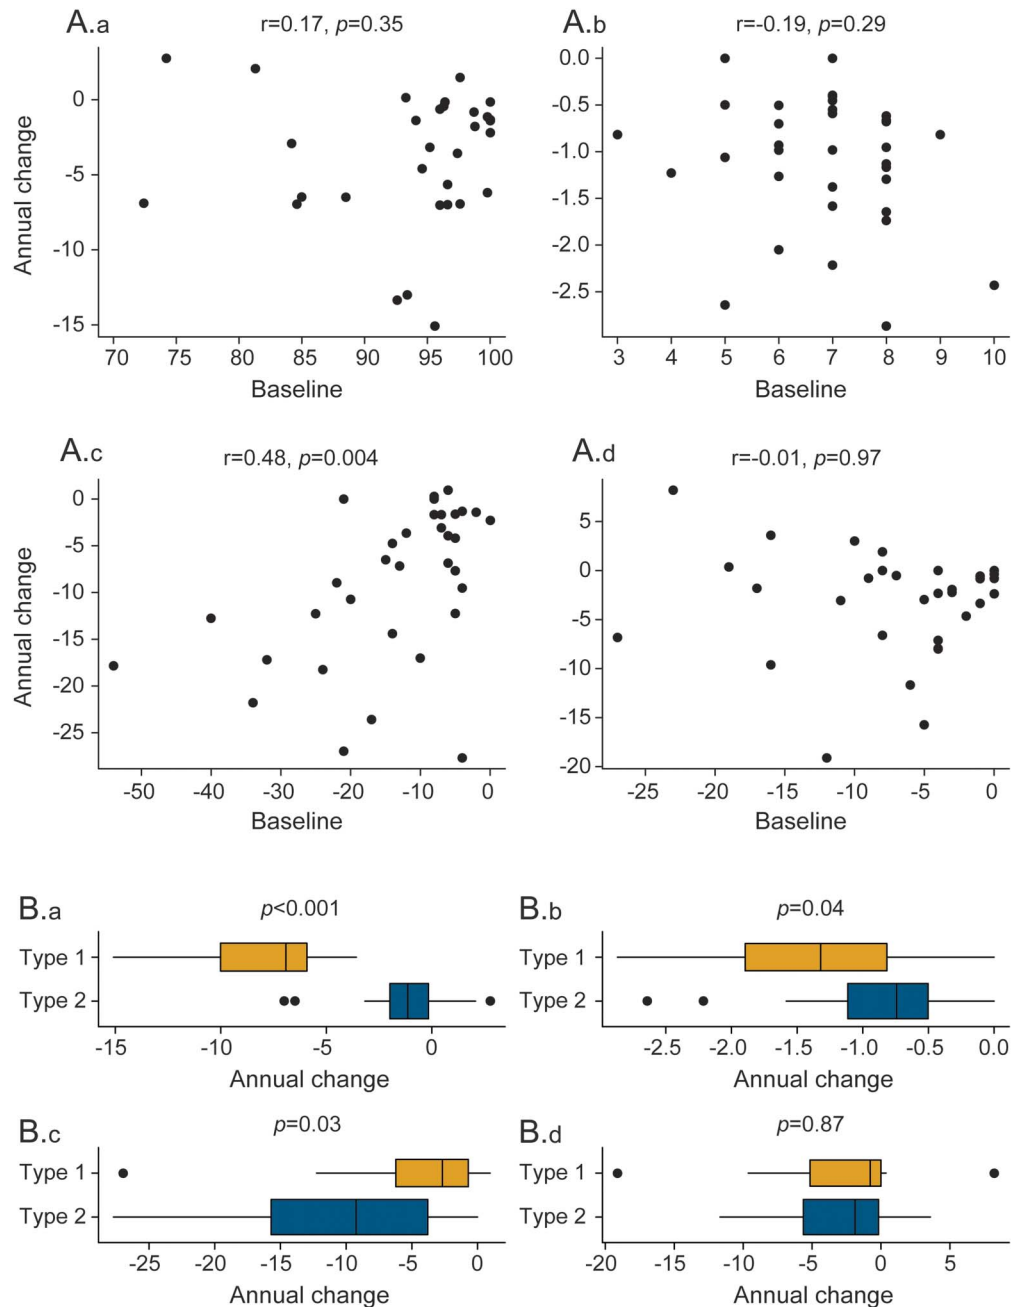 A.a
r=0.17, p=0.35
Annual change
0
-5
-10
-15
70 75 80 85 90 95 100
Baseline
A.b
r=-0.19, p=0.29
0.0
-0.5
-1.0
-1.5
-2.0
-2.5
3 4 5 6 7 8 9 10
Baseline
A.c
r=0.48, p=0.004
Annual change
0
-5
-10
-15
-20
-25
-50 -40 -30 -20 -10 0
Baseline
A.d
r=-0.01, p=0.97
5
0
-5
-10
-15
-20
-25 -20 -15 -10 -5 0
Baseline
B.a
p<0.001
Type 1
Type 2
-15 -10 -5 0
Annual change
B.b
p=0.04
Type 1
Type 2
-2.5 -2.0 -1.5 -1.0 -0.5 0.0
Annual change
B.c
p=0.03
Type 1
Type 2
-25 -20 -15 -10 -5 0
Annual change
B.d
p=0.87
Type 1
Type 2
-20 -15 -10 -5 0 5
Annual change